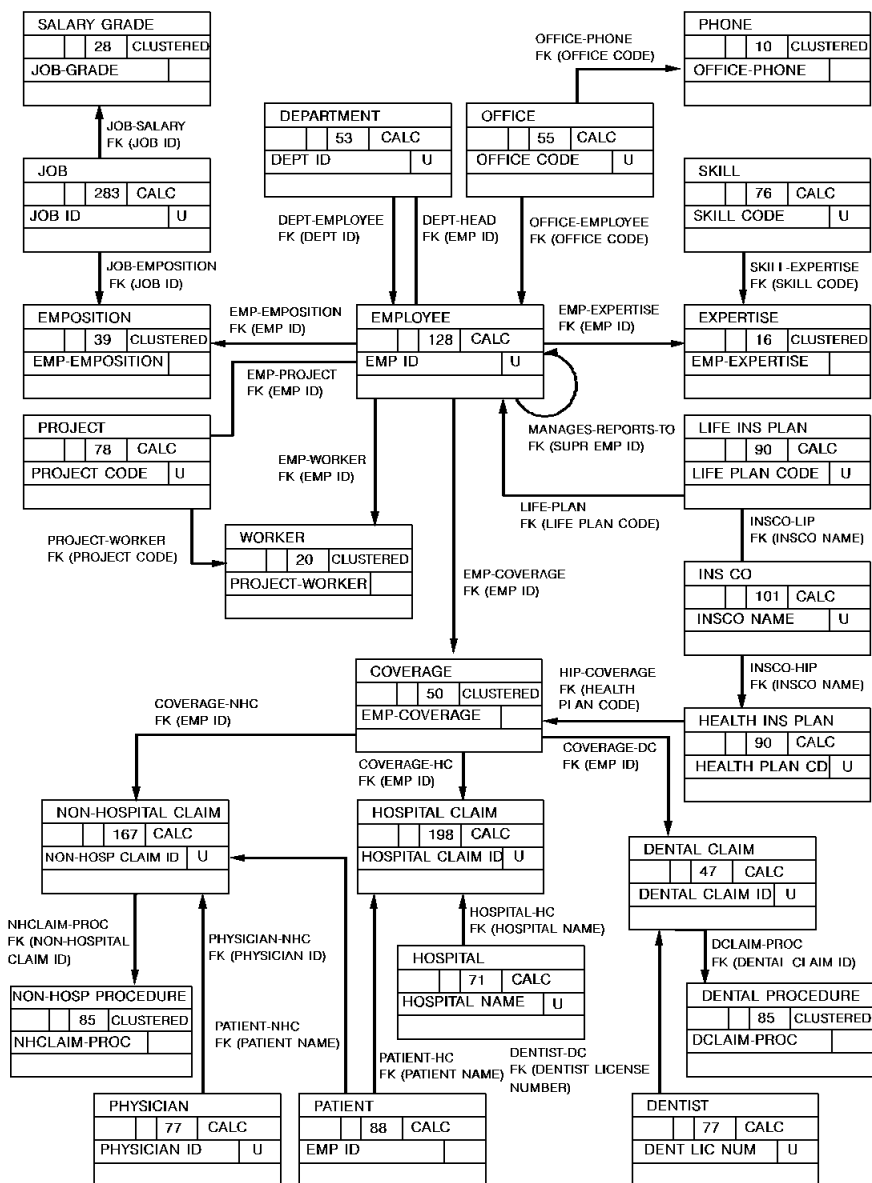 SALARY GRADE
28 CLUSTERED
JOB-GRADE
OFFICE-PHONE
FK (OFFICE CODE)
PHONE
10 CLUSTERED
OFFICE-PHONE
JOB-SALARY
FK (JOB ID)
DEPARTMENT
53 CALC
DEPT ID U
OFFICE
55 CALC
OFFICE CODE U
JOB
283 CALC
JOB ID U
SKILL
76 CALC
SKILL CODE U
DEPT-EMPLOYEE
FK (DEPT ID)
DEPT-HEAD
FK (EMP ID)
OFFICE-EMPLOYEE
FK (OFFICE CODE)
JOB-EMPOSITION
FK (JOB ID)
SKILL-EXPERTISE
FK (SKILL CODE)
EMPOSITION
39 CLUSTERED
EMP-EMPOSITION
EMP-EMPOSITION
FK (EMP ID)
EMPLOYEE
128 CALC
EMP ID U
EMP-EXPERTISE
FK (EMP ID)
EXPERTISE
16 CLUSTERED
EMP-EXPERTISE
EMP-PROJECT
FK (EMP ID)
MANAGES-REPORTS-TO
FK (SUPR EMP ID)
PROJECT
78 CALC
PROJECT CODE U
EMP-WORKER
FK (EMP ID)
LIFE INS PLAN
90 CALC
LIFE PLAN CODE U
LIFE-PLAN
FK (LIFE PLAN CODE)
INSCO-LIP
FK (INSCO NAME)
PROJECT-WORKER
FK (PROJECT CODE)
WORKER
20 CLUSTERED
PROJECT-WORKER
EMP-COVERAGE
FK (EMP ID)
INS CO
101 CALC
INSCO NAME U
INSCO-HIP
FK (INSCO NAME)
COVERAGE
50 CLUSTERED
EMP-COVERAGE
HIP-COVERAGE
FK (HEALTH
PLAN CODE)
COVERAGE-NHC
FK (EMP ID)
HEALTH INS PLAN
90 CALC
HEALTH PLAN CD U
COVERAGE-HC
FK (EMP ID)
COVERAGE-DC
FK (EMP ID)
NON-HOSPITAL CLAIM
167 CALC
NON-HOSP CLAIM ID U
HOSPITAL CLAIM
198 CALC
HOSPITAL CLAIM ID U
DENTAL CLAIM
47 CALC
DENTAL CLAIM ID U
NHCLAIM-PROC
FK (NON-HOSPITAL
CLAIM ID)
PHYSICIAN-NHC
FK (PHYSICIAN ID)
HOSPITAL-HC
FK (HOSPITAL NAME)
DCLAIM-PROC
FK (DENTAL CLAIM ID)
HOSPITAL
71 CALC
HOSPITAL NAME U
NON-HOSP PROCEDURE
85 CLUSTERED
NHCLAIM-PROC
DENTAL PROCEDURE
85 CLUSTERED
DCLAIM-PROC
PATIENT-NHC
FK (PATIENT NAME)
PATIENT-HC
FK (PATIENT NAME)
DENTIST-DC
FK (DENTIST LICENSE
NUMBER)
PHYSICIAN
77 CALC
PHYSICIAN ID U
PATIENT
88 CALC
EMP ID
DENTIST
77 CALC
DENT LIC NUM U